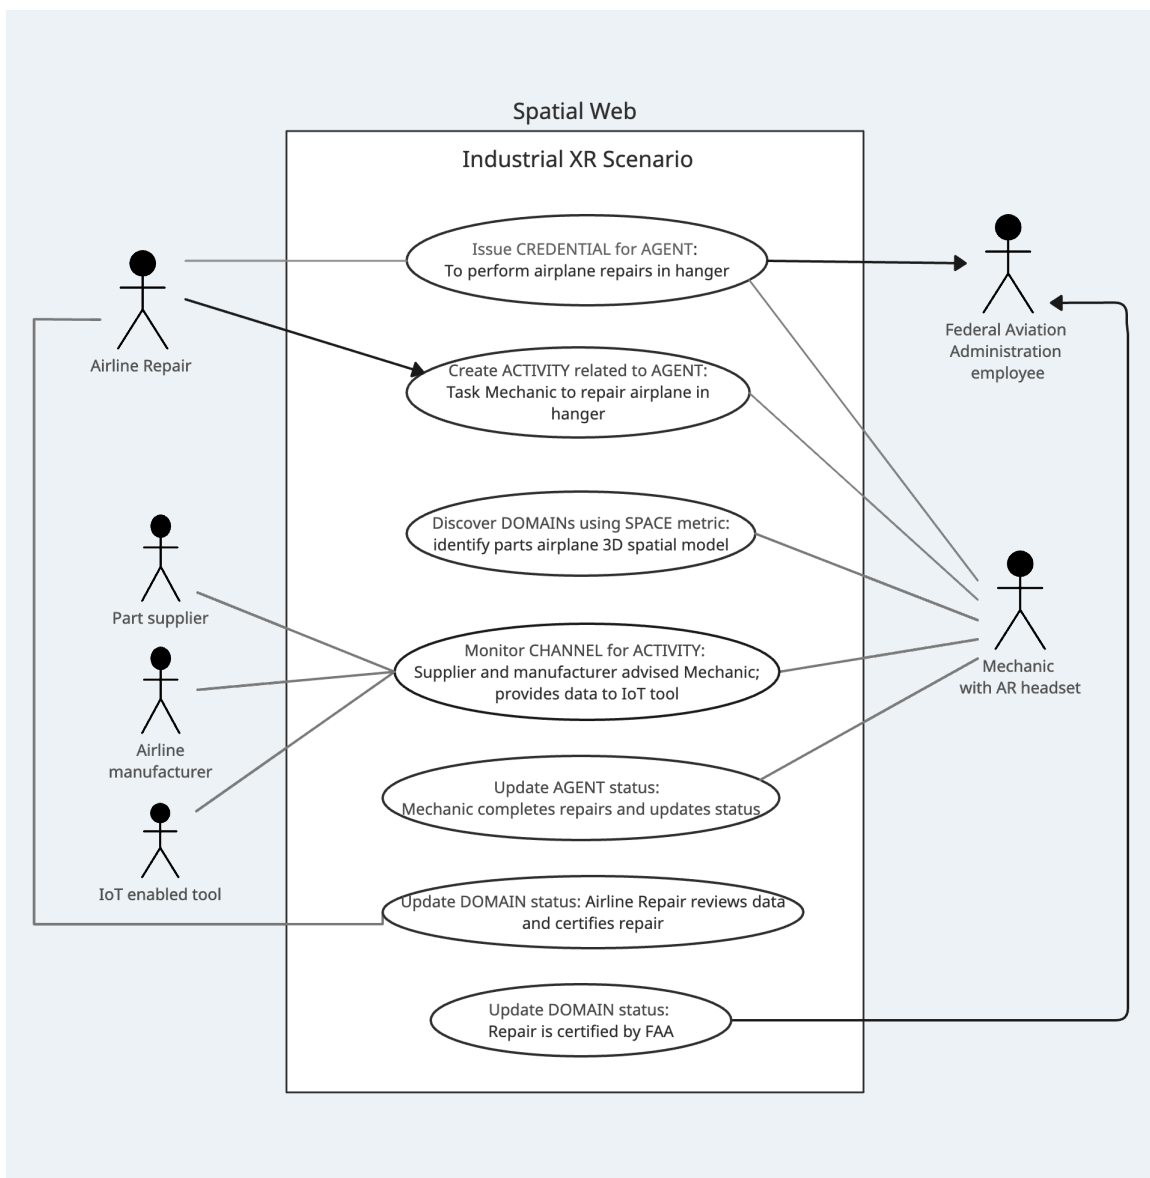 Spatial Web
Industrial XR Scenario
Issue CREDENTIAL for AGENT:
To perform airplane repairs in hanger
Airline Repair
Federal Aviation
Administration
employee
Create ACTIVITY related to AGENT:
Task Mechanic to repair airplane in
hanger
Discover DOMAINs using SPACE metric:
identify parts airplane 3D spatial model
Part supplier
Monitor CHANNEL for ACTIVITY:
Supplier and manufacturer advised Mechanic;
provides data to IoT tool
Mechanic
with AR headset
Airline
manufacturer
Update AGENT status:
Mechanic completes repairs and updates status
IoT enabled tool
Update DOMAIN status: Airline Repair reviews data
and certifies repair
Update DOMAIN status:
Repair is certified by FAA